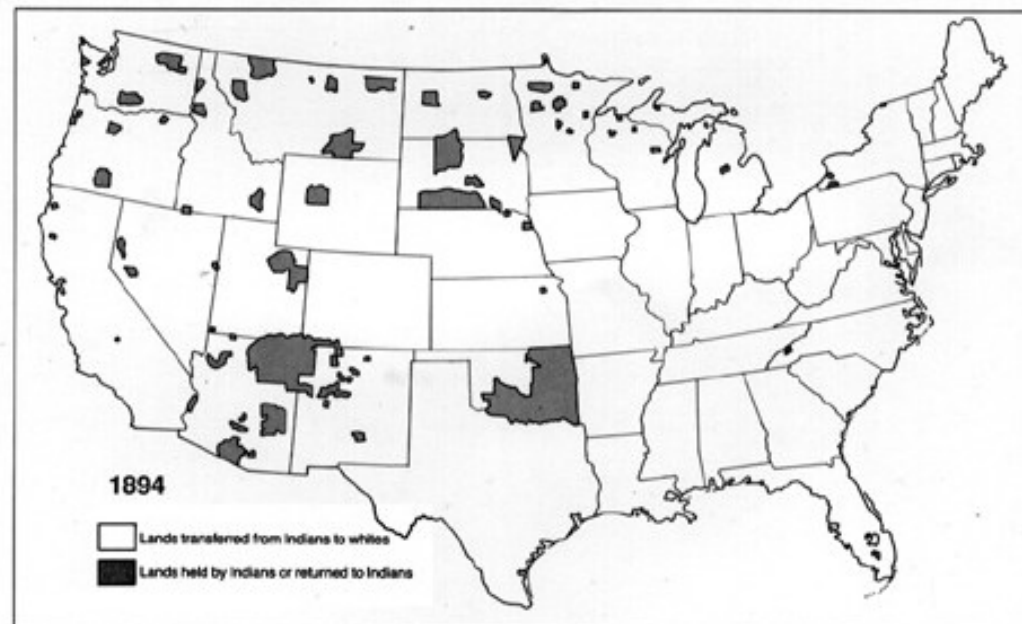 1894
Lands transferred from Indians to whites
Lands held by Indians or returned to Indians